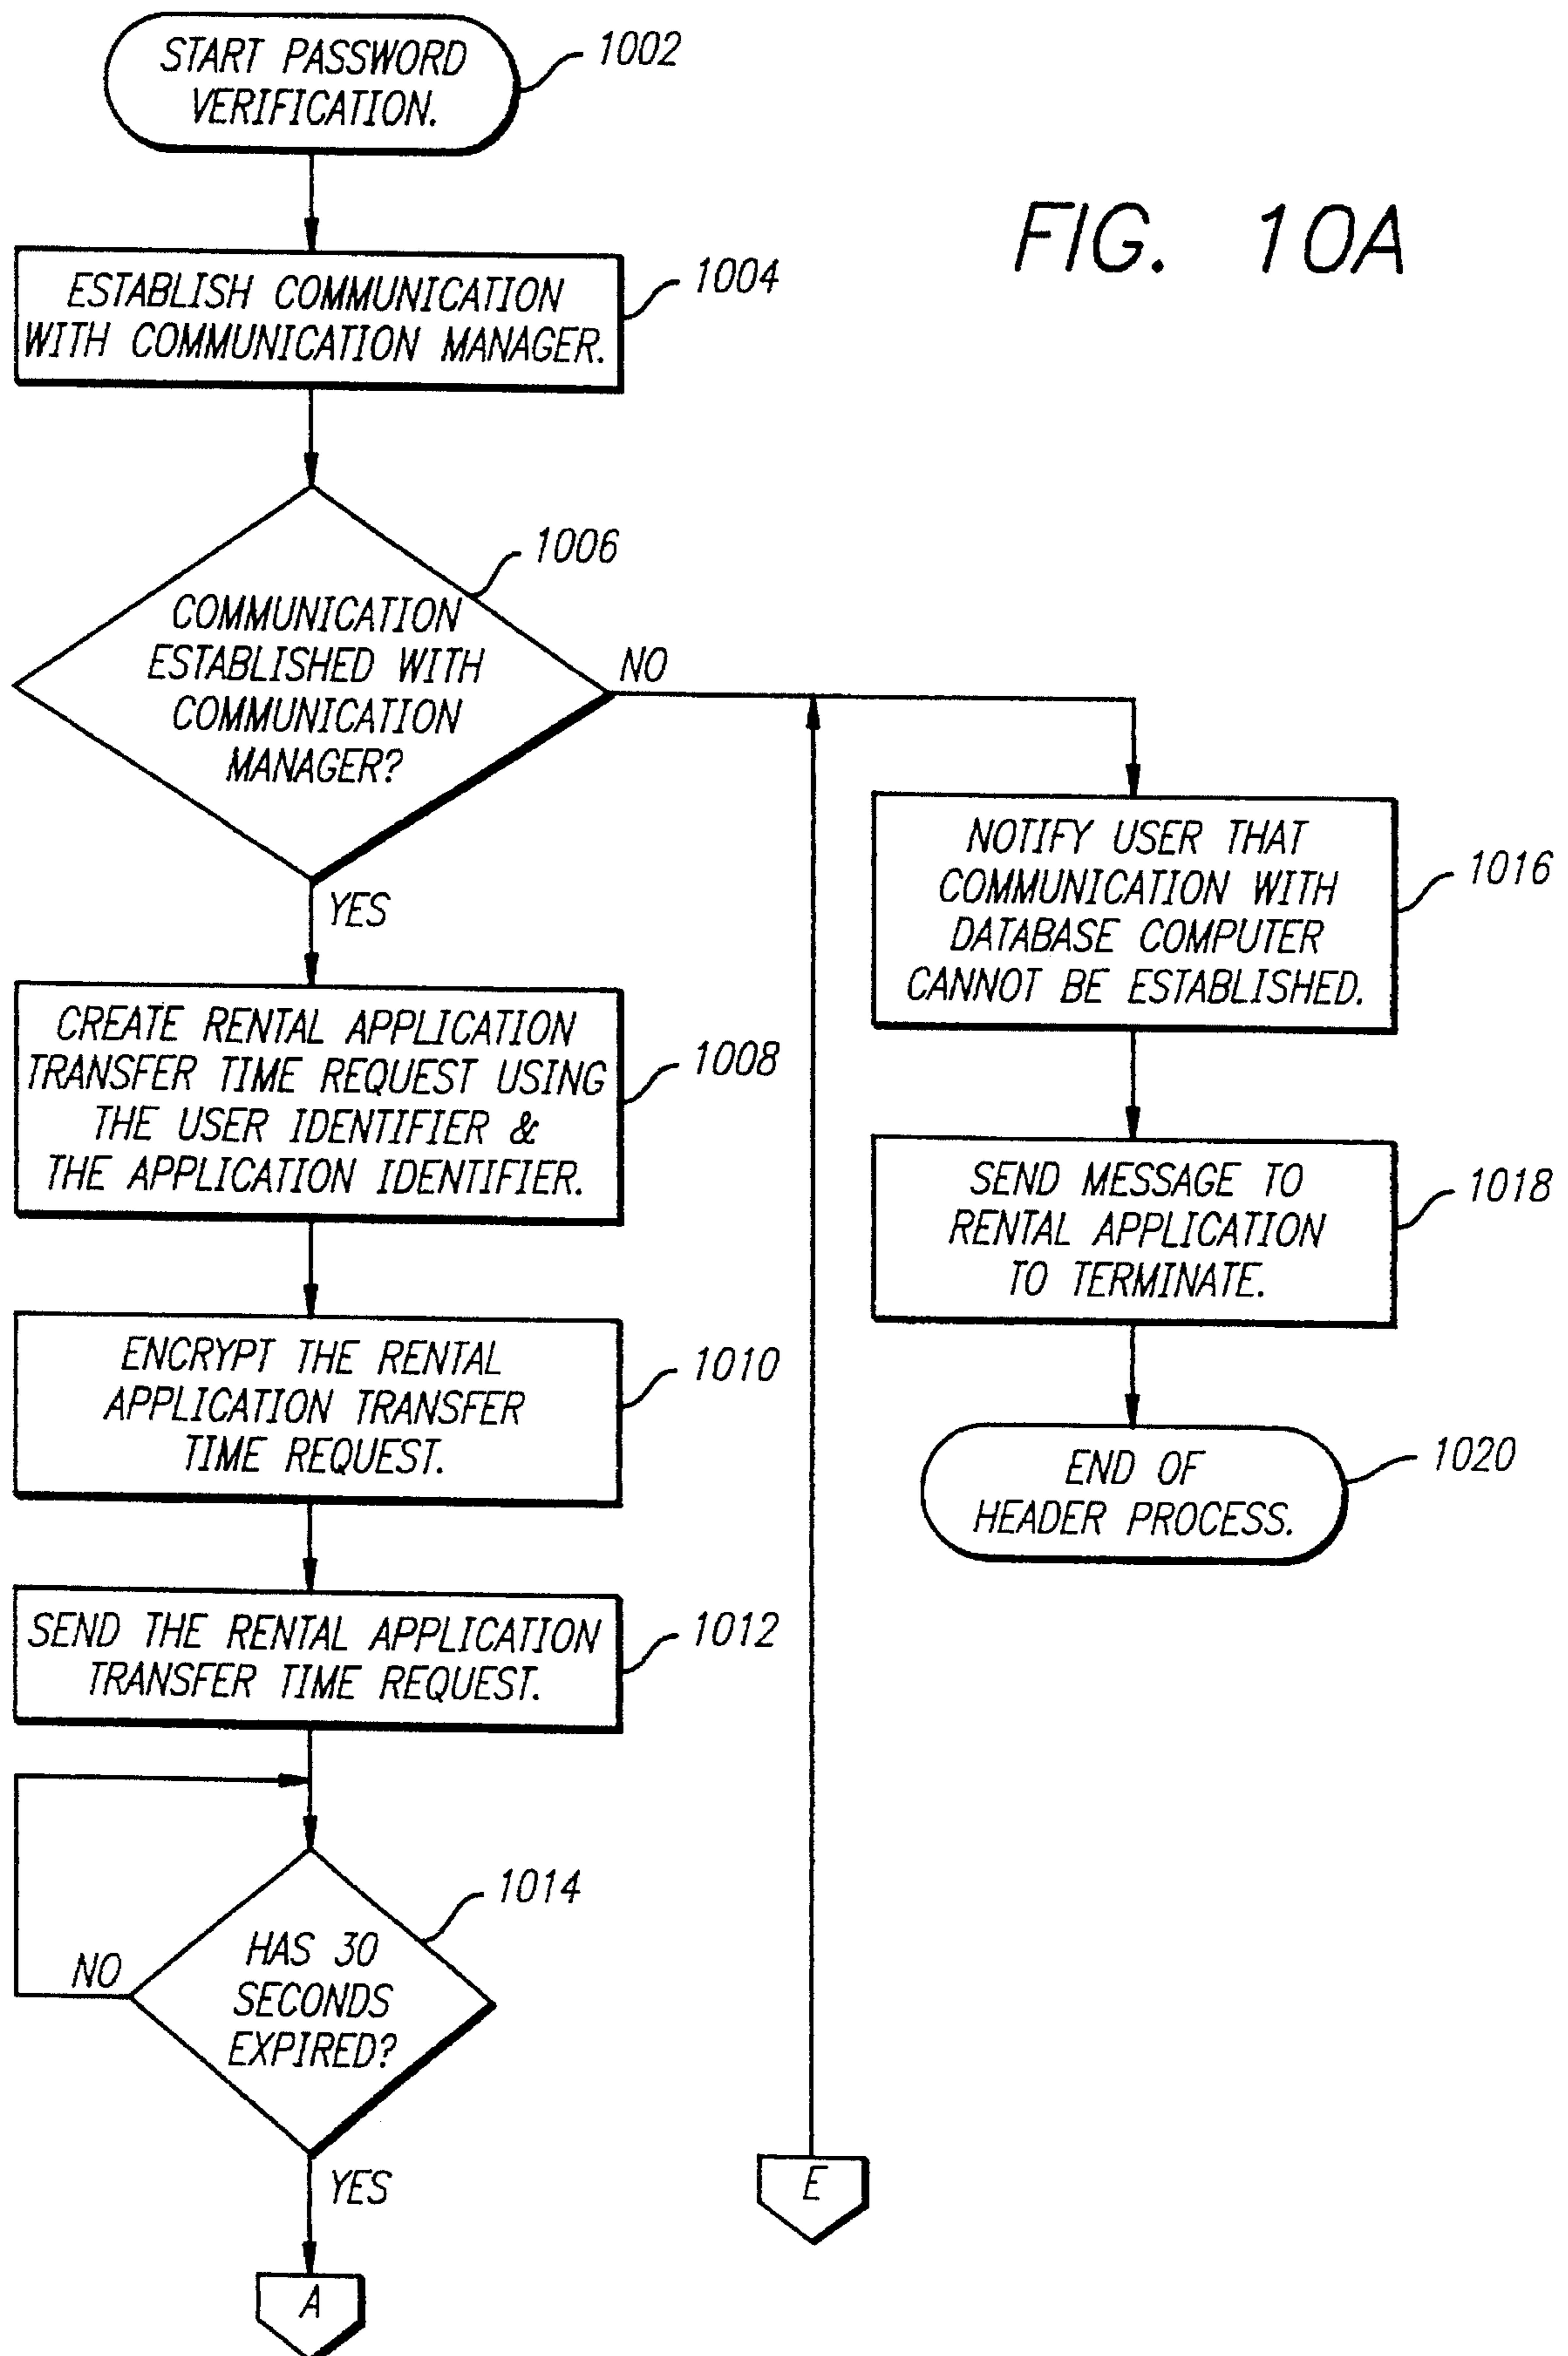 START PASSWORD
VERIFICATION.
1002
FIG. 10A
ESTABLISH COMMUNICATION
WITH COMMUNICATION MANAGER.
1004
COMMUNICATION
ESTABLISHED WITH
COMMUNICATION
MANAGER?
1006
NO
YES
CREATE RENTAL APPLICATION
TRANSFER TIME REQUEST USING
THE USER IDENTIFIER &
THE APPLICATION IDENTIFIER.
1008
ENCRYPT THE RENTAL
APPLICATION TRANSFER
TIME REQUEST.
1010
SEND THE RENTAL APPLICATION
TRANSFER TIME REQUEST.
1012
HAS 30
SECONDS
EXPIRED?
1014
NO
YES
A
NOTIFY USER THAT
COMMUNICATION WITH
DATABASE COMPUTER
CANNOT BE ESTABLISHED.
1016
SEND MESSAGE TO
RENTAL APPLICATION
TO TERMINATE.
1018
END OF
HEADER PROCESS.
1020
E